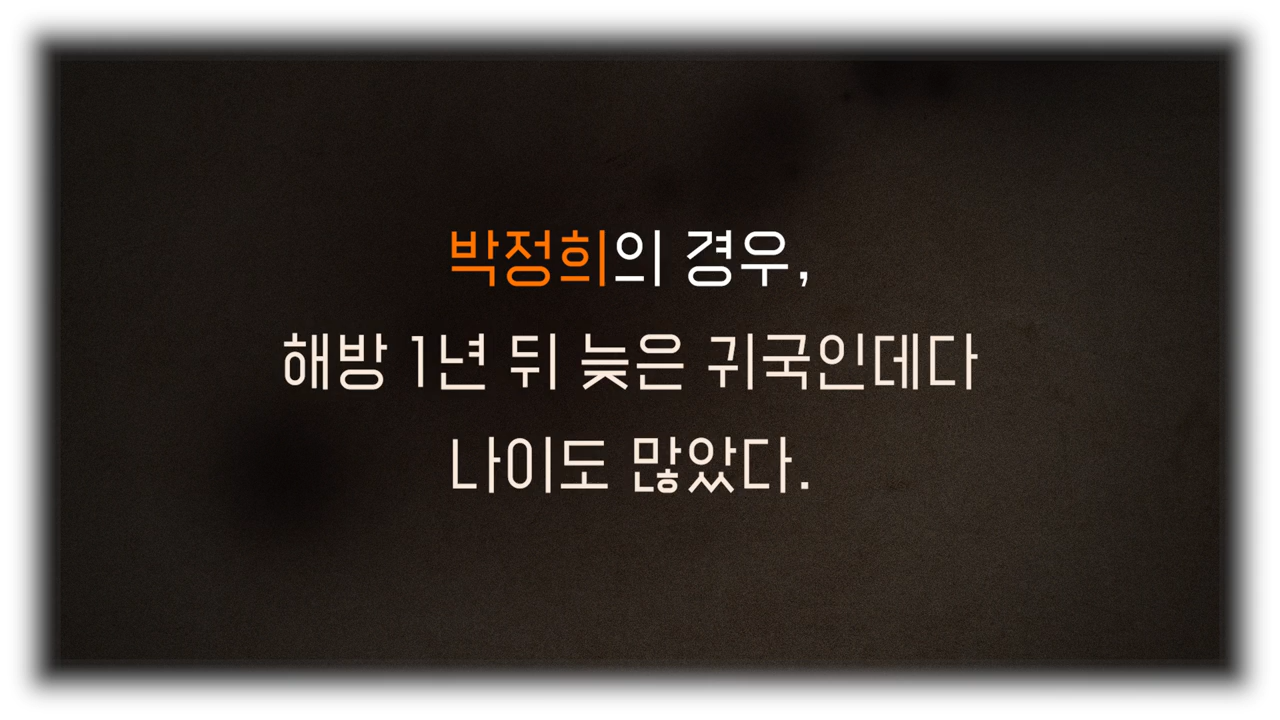 박정희의 경우,
해방 1년 뒤 늦은 귀국인데다
나이도 많았다.